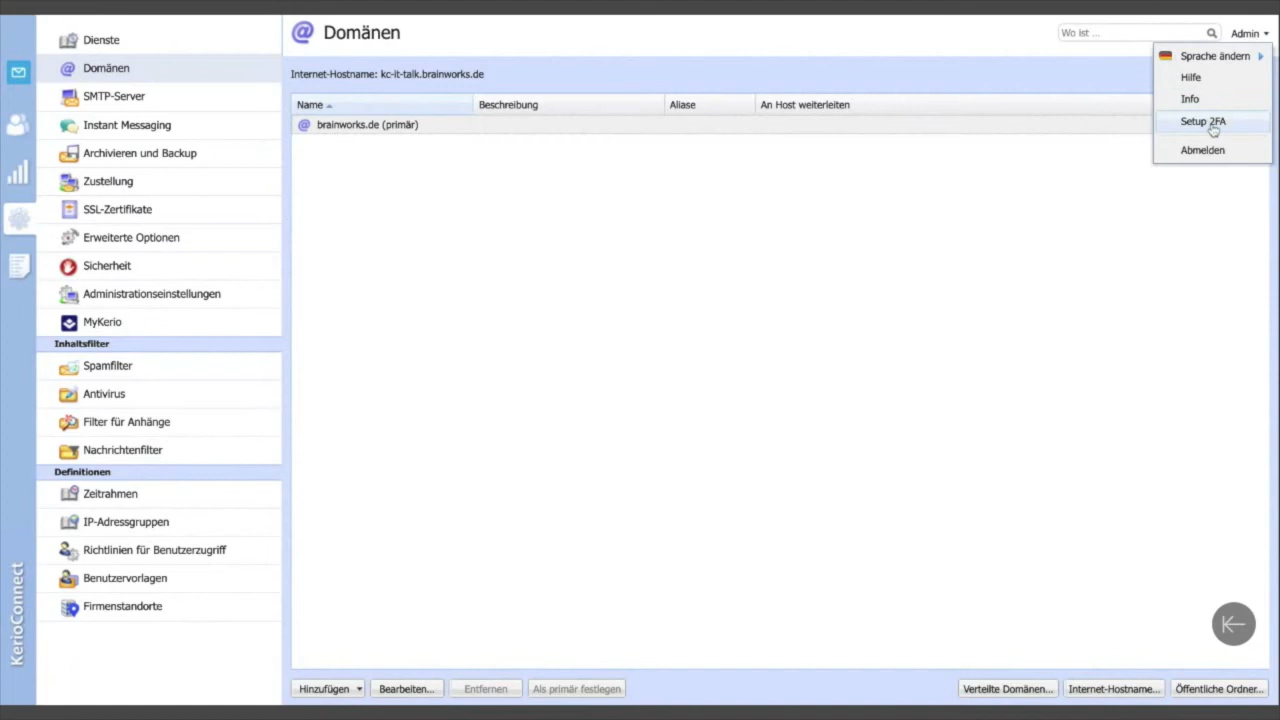 Domänen
Wo ist ...
Admin
Sprache ändern
Hilfe
Info
Setup 2FA
Abmelden
Dienste
Domänen
SMTP-Server
Instant Messaging
Archivieren und Backup
Zustellung
SSL-Zertifikate
Erweiterte Optionen
Sicherheit
Administrationseinstellungen
MyKerio
Inhaltsfilter
Spamfilter
Antivirus
Filter für Anhänge
Nachrichtenfilter
Definitionen
Zeitrahmen
IP-Adressgruppen
Richtlinien für Benutzerzugriff
Benutzervorlagen
Firmenstandorte
KerioConnect
Internet-Hostname: kc-it-talk.brainworks.de
Name Beschreibung Aliase An Host weiterleiten
brainworks.de (primär)
Hinzufügen Bearbeiten... Entfernen Als primär festlegen Verteilte Domänen... Internet-Hostname... Öffentliche Ordner...